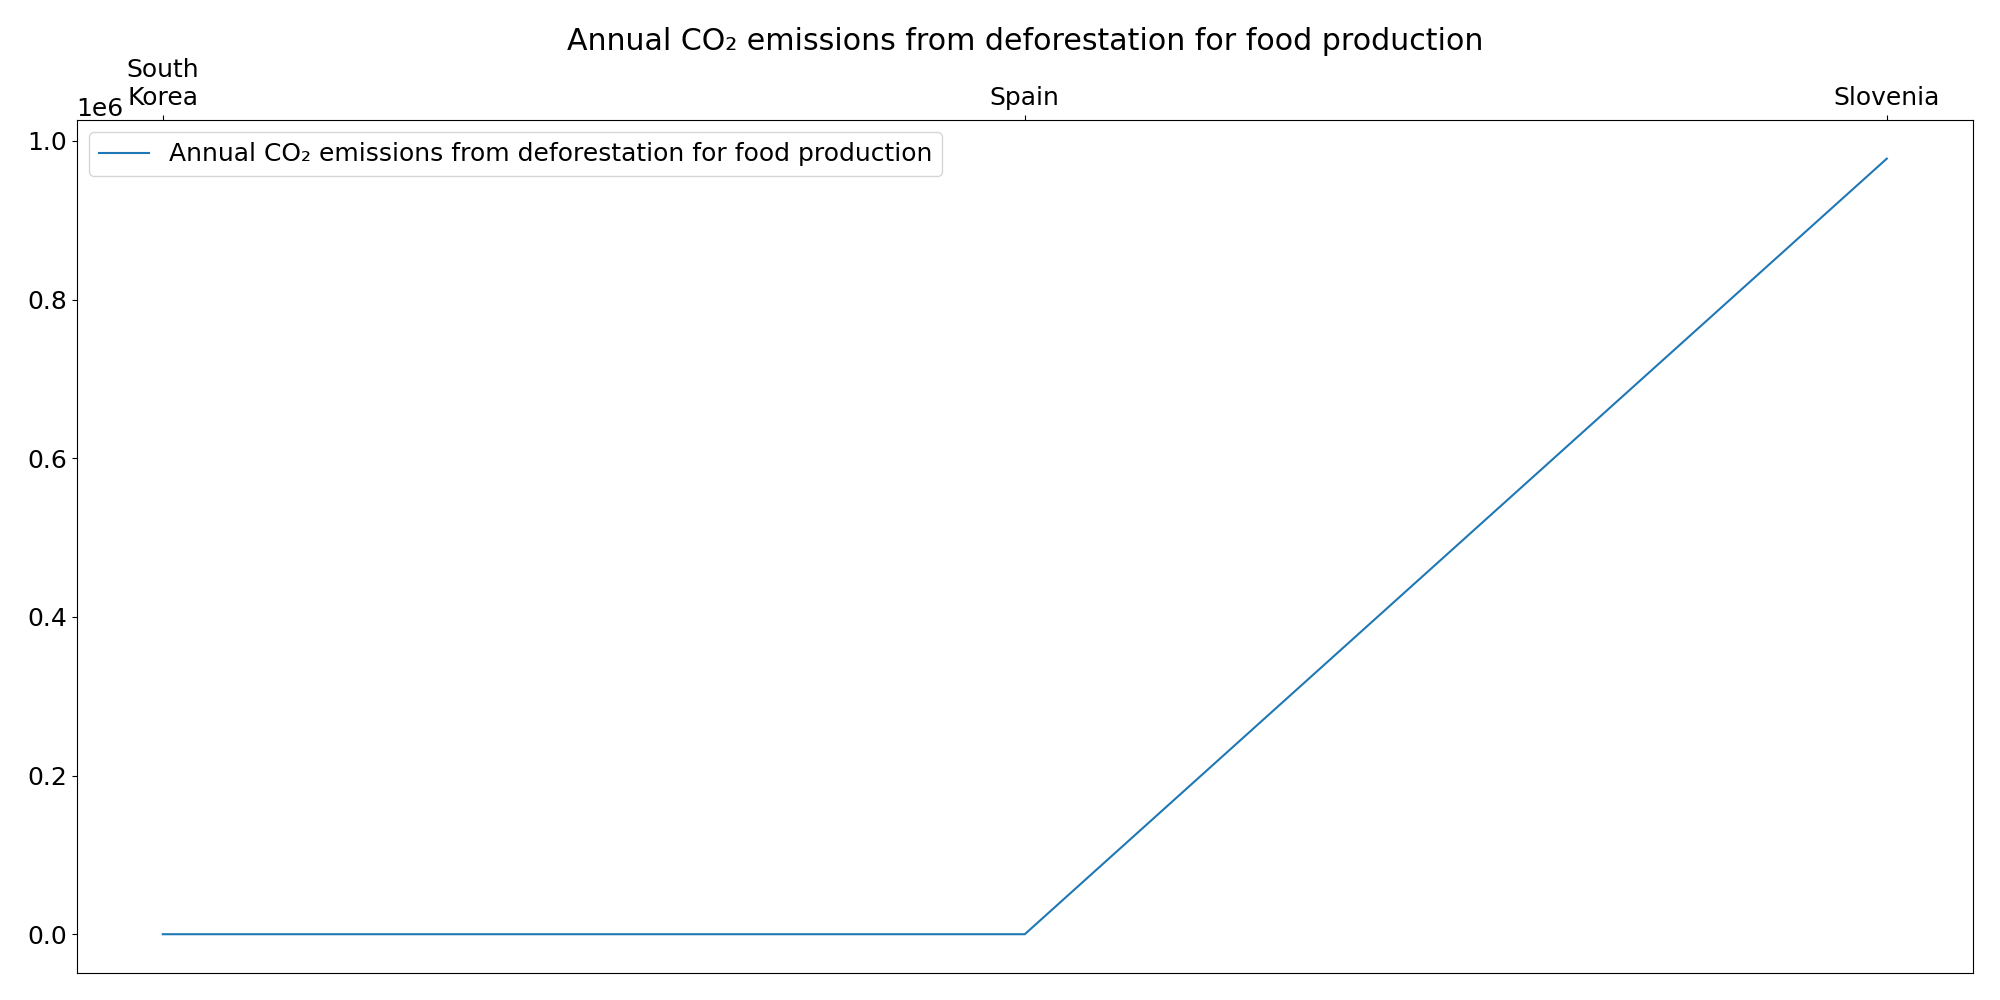 Annual CO₂ emissions from deforestation for food production
South
Korea
Spain
Slovenia
1e6
1.0
Annual CO₂ emissions from deforestation for food production
0.8
0.6
0.4
0.2
0.0